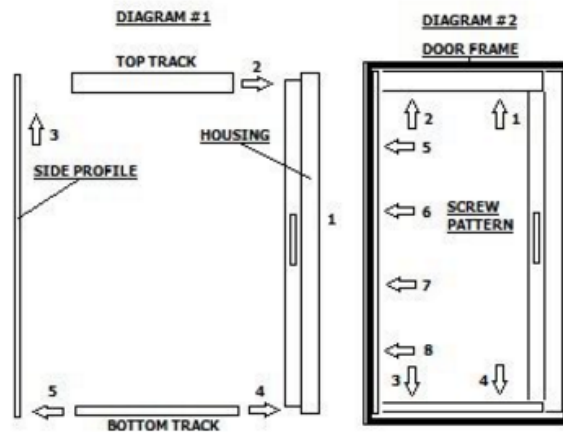 DIAGRAM #1
TOP TRACK
2
3
HOUSING
SIDE PROFILE
1
5
4
BOTTOM TRACK
DIAGRAM #2
DOOR FRAME
2
1
5
6
SCREW
PATTERN
7
8
3
4